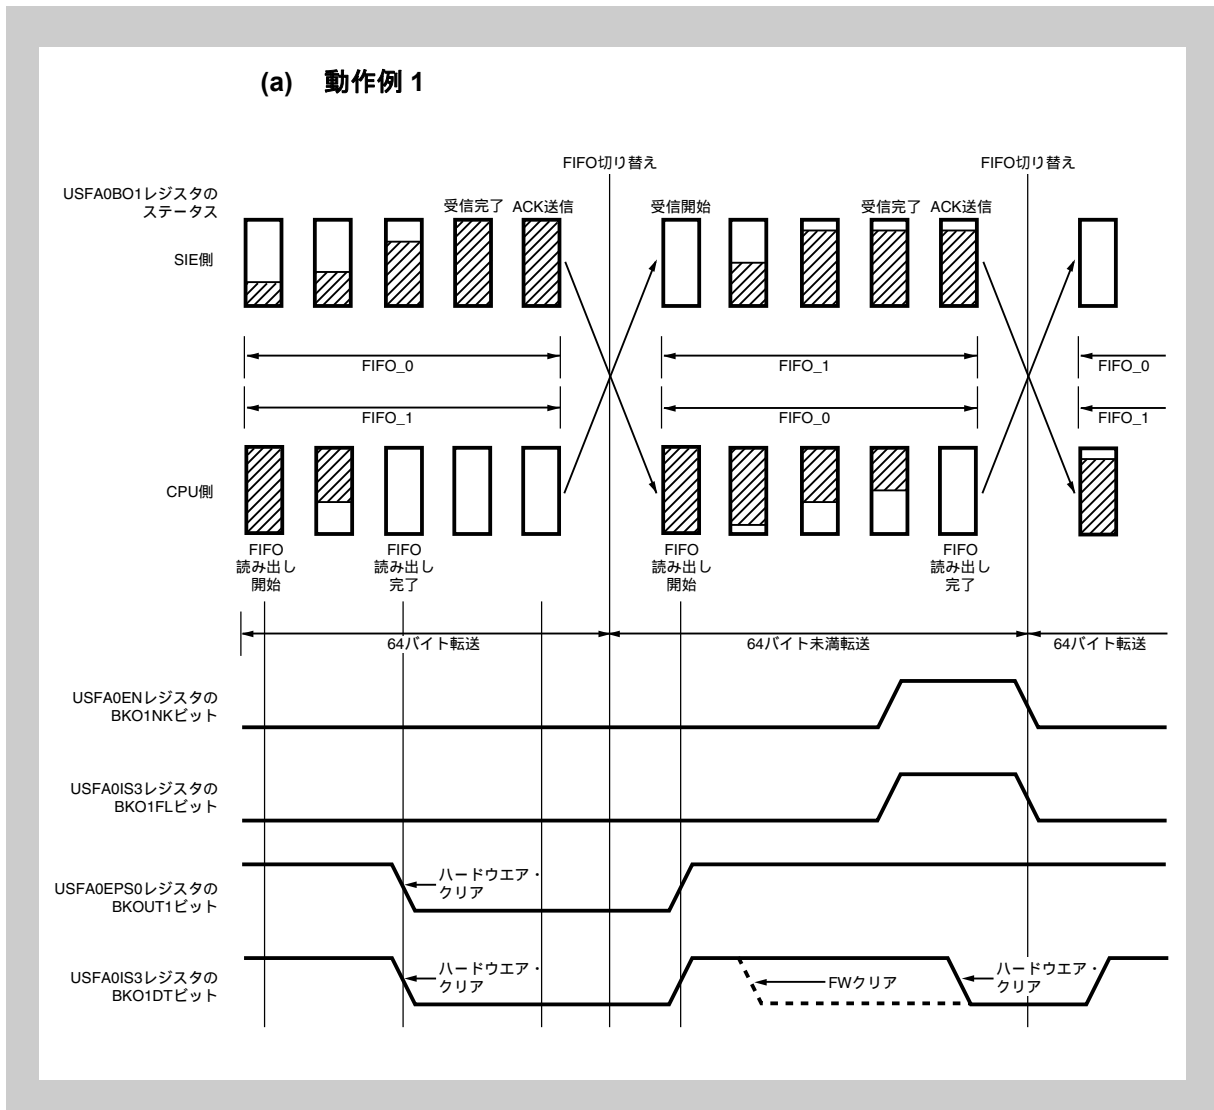 (a) 動作例 1
FIFO切り替え
FIFO切り替え
USFA0BO1レジスタの
ステータス
受信完了
ACK送信
受信開始
受信完了
ACK送信
SIE側
FIFO_0
FIFO_1
FIFO_0
FIFO_1
FIFO_0
FIFO_1
CPU側
FIFO
読み出し
開始
FIFO
読み出し
完了
FIFO
読み出し
開始
FIFO
読み出し
完了
64バイト転送
64バイト未満転送
64バイト転送
USFA0ENレジスタの
BKO1NKビット
USFA0IS3レジスタの
BKO1FLビット
USFA0EPS0レジスタの
BKOUT1ビット
ハードウエア・
クリア
USFA0IS3レジスタの
BKO1DTビット
ハードウエア・
クリア
FWクリア
ハードウエア・
クリア